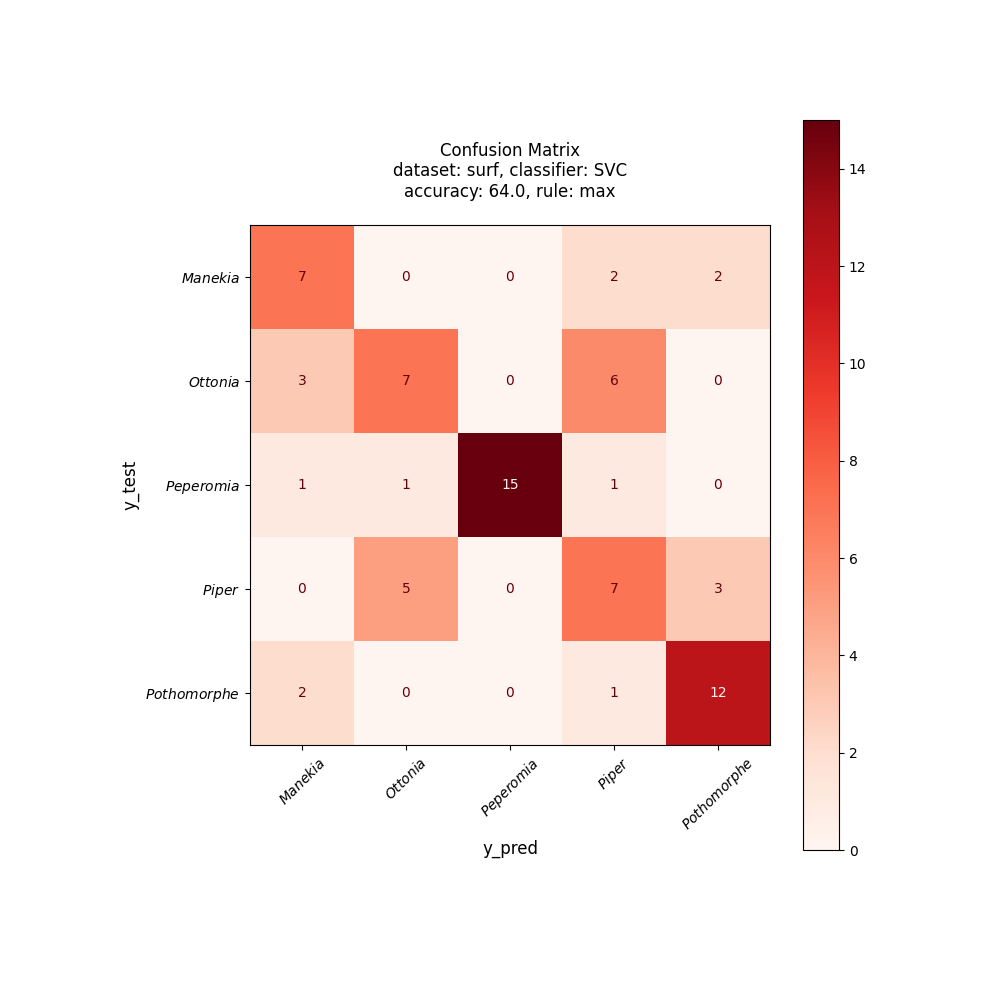 Confusion Matrix
dataset: surf, classifier: SVC
accuracy: 64.0, rule: max
Manekia 7 0 0 2 2
Ottonia 3 7 0 6 0
Peperomia 1 1 15 1 0
Piper 0 5 0 7 3
Pothomorphe 2 0 0 1 12
y_test
Manekia Ottonia Peperomia Piper Pothomorphe
y_pred
14
12
10
8
6
4
2
0